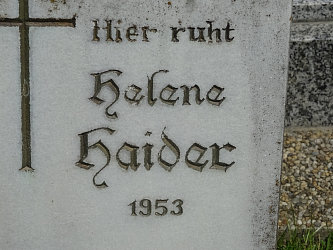 Hier ruht
Helene
Haider
1953